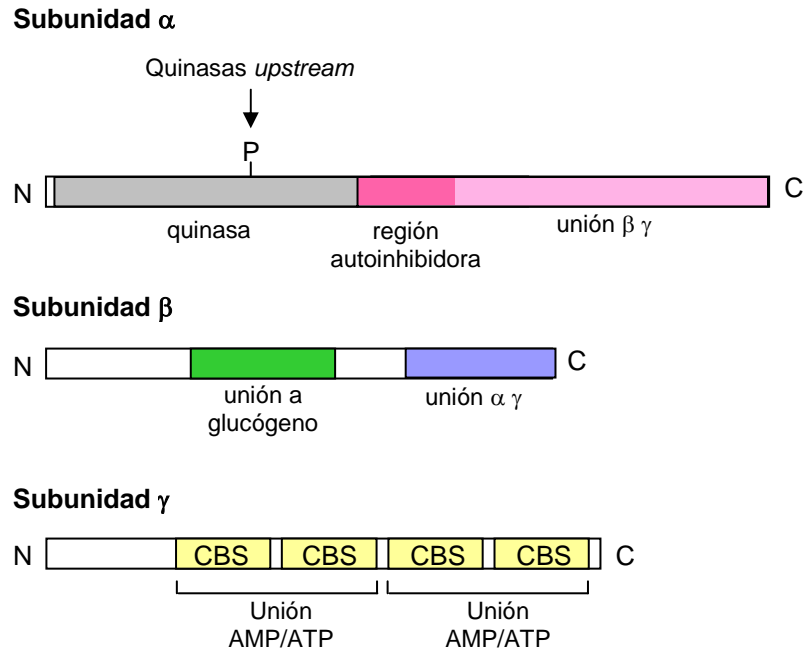 Subunidad α
Quinasas upstream
P
N
C
quinasa
región
autoinhibidora
unión β γ
Subunidad β
N
C
unión a
glucógeno
unión α γ
Subunidad γ
N
CBS
CBS
CBS
CBS
C
Unión
AMP/ATP
Unión
AMP/ATP